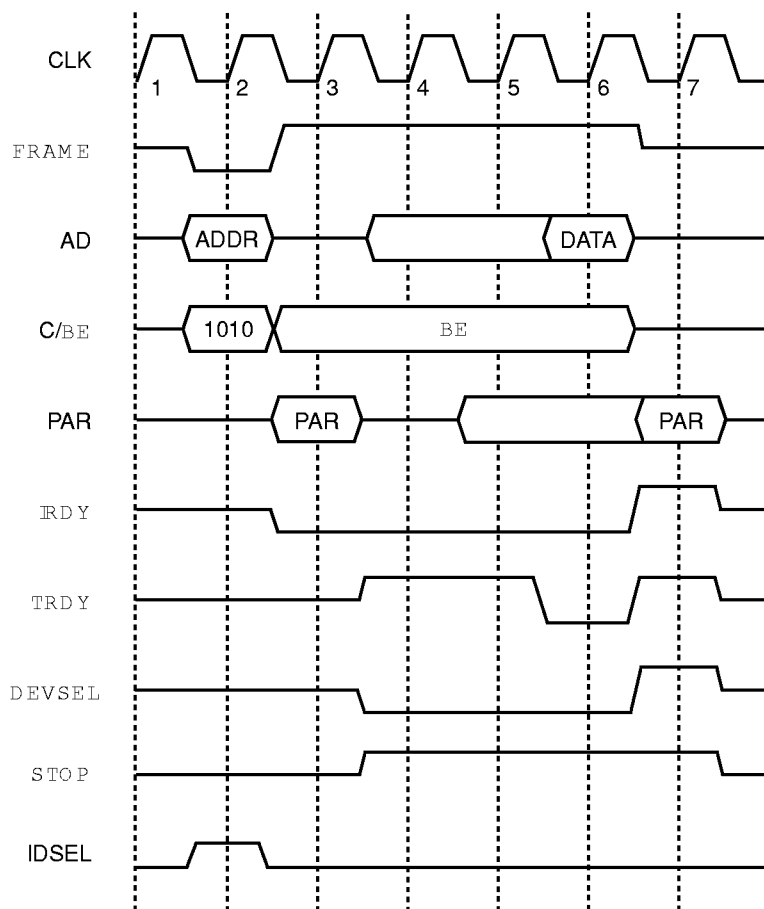 CLK
1 2 3 4 5 6 7
FRAME
AD ADDR DATA
C/BE 1010 BE
PAR PAR PAR
IRDY
TRDY
DEVSEL
STOP
IDSEL